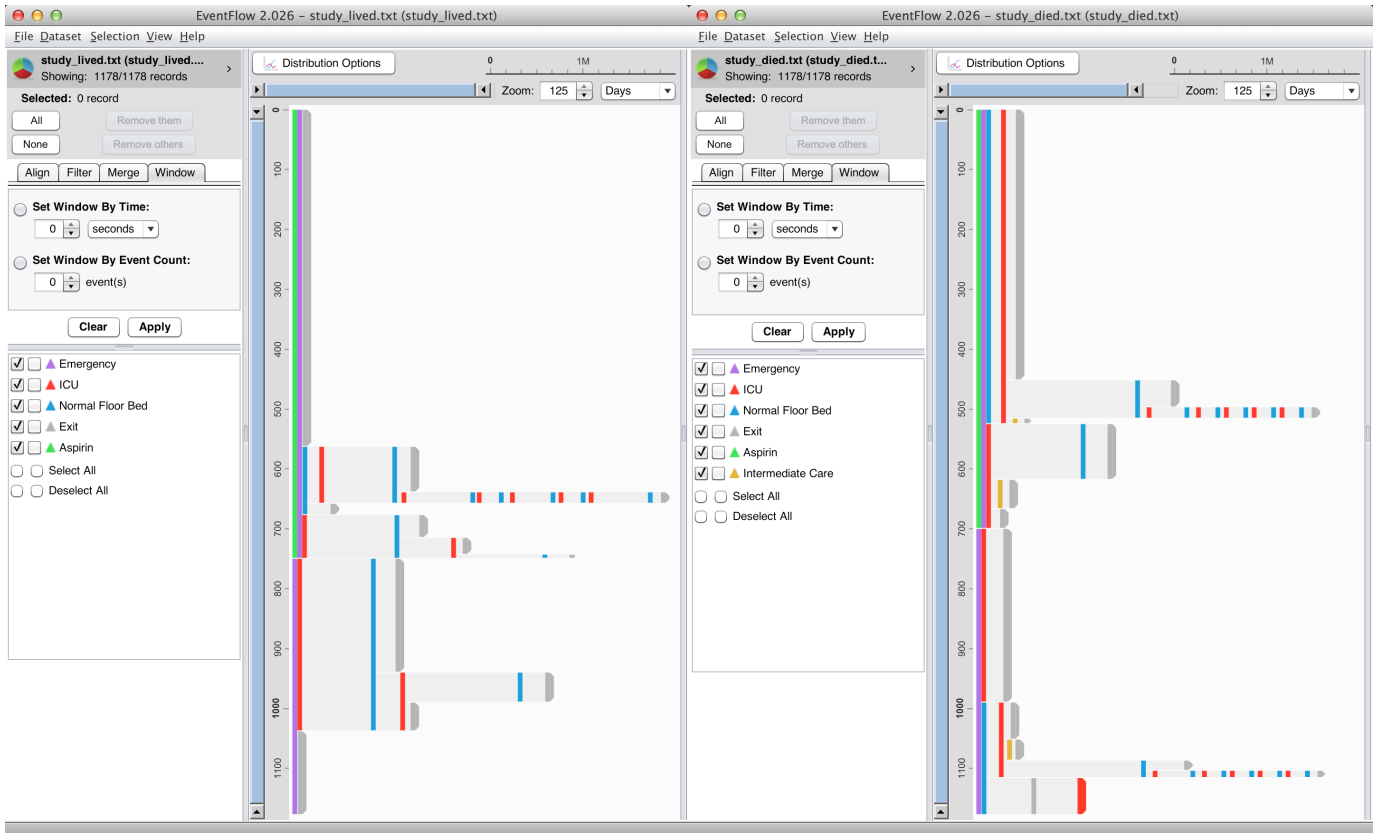 EventFlow 2.026 – study_lived.txt (study_lived.txt)
File Dataset Selection View Help
study_lived.txt (study_lived....
Showing: 1178/1178 records
Selected: 0 record
All
Remove them
None
Remove others
Align Filter Merge Window
Set Window By Time:
0 seconds
Set Window By Event Count:
0 event(s)
Clear Apply
Emergency
ICU
Normal Floor Bed
Exit
Aspirin
Select All
Deselect All
Distribution Options
0 1M
Zoom: 125 Days
0
100
200
300
400
500
600
700
800
900
1000
1100
EventFlow 2.026 – study_died.txt (study_died.txt)
File Dataset Selection View Help
study_died.txt (study_died.t...
Showing: 1178/1178 records
Selected: 0 record
All
Remove them
None
Remove others
Align Filter Merge Window
Set Window By Time:
0 seconds
Set Window By Event Count:
0 event(s)
Clear Apply
Emergency
ICU
Normal Floor Bed
Exit
Aspirin
Intermediate Care
Select All
Deselect All
Distribution Options
0 1M
Zoom: 125 Days
0
100
200
300
400
500
600
700
800
900
1000
1100